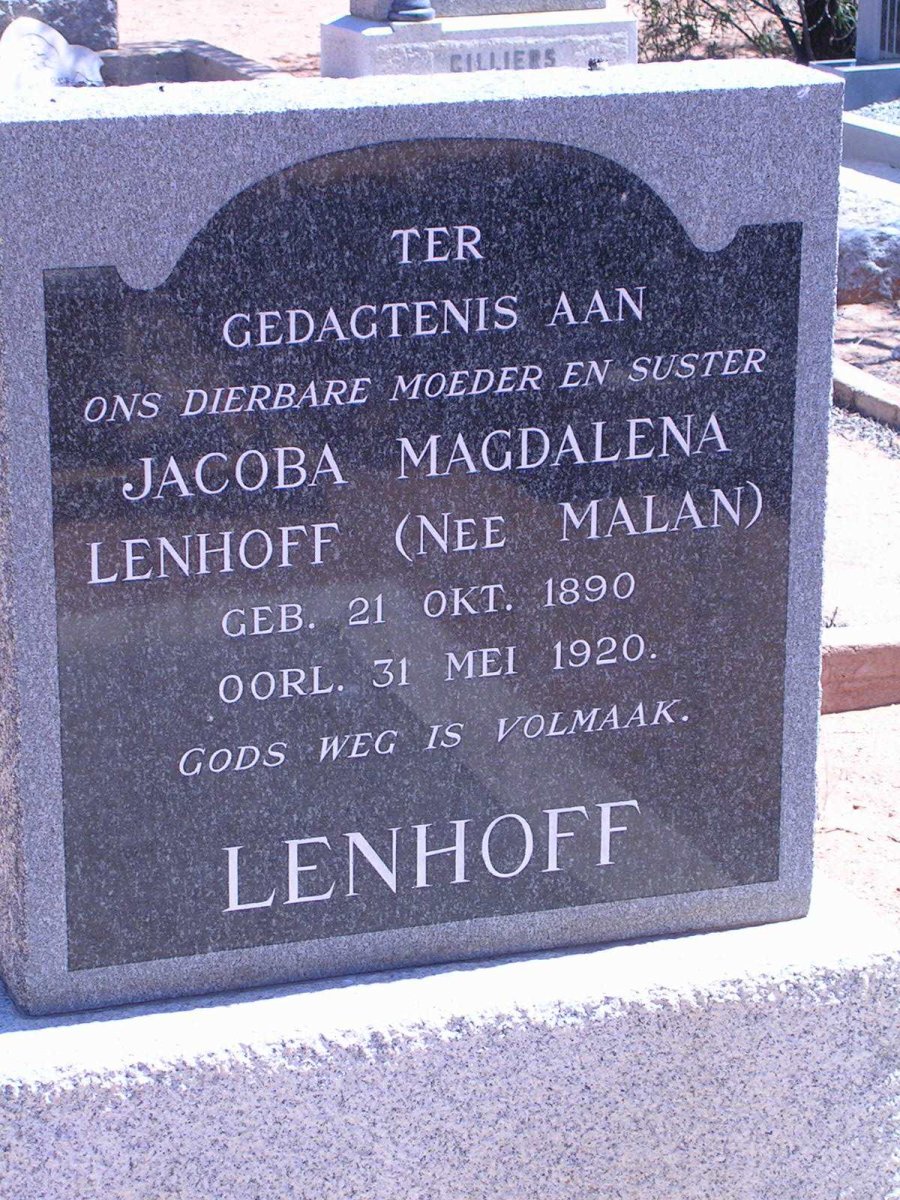 CILLIERS
TER
GEDAGTENIS AAN
ONS DIERBARE MOEDER EN SUSTER
JACOBA MAGDALENA
LENHOFF (NEE MALAN)
GEB. 21 OKT. 1890
OORL. 31 MEI 1920.
GODS WEG IS VOLMAAK.
LENHOFF